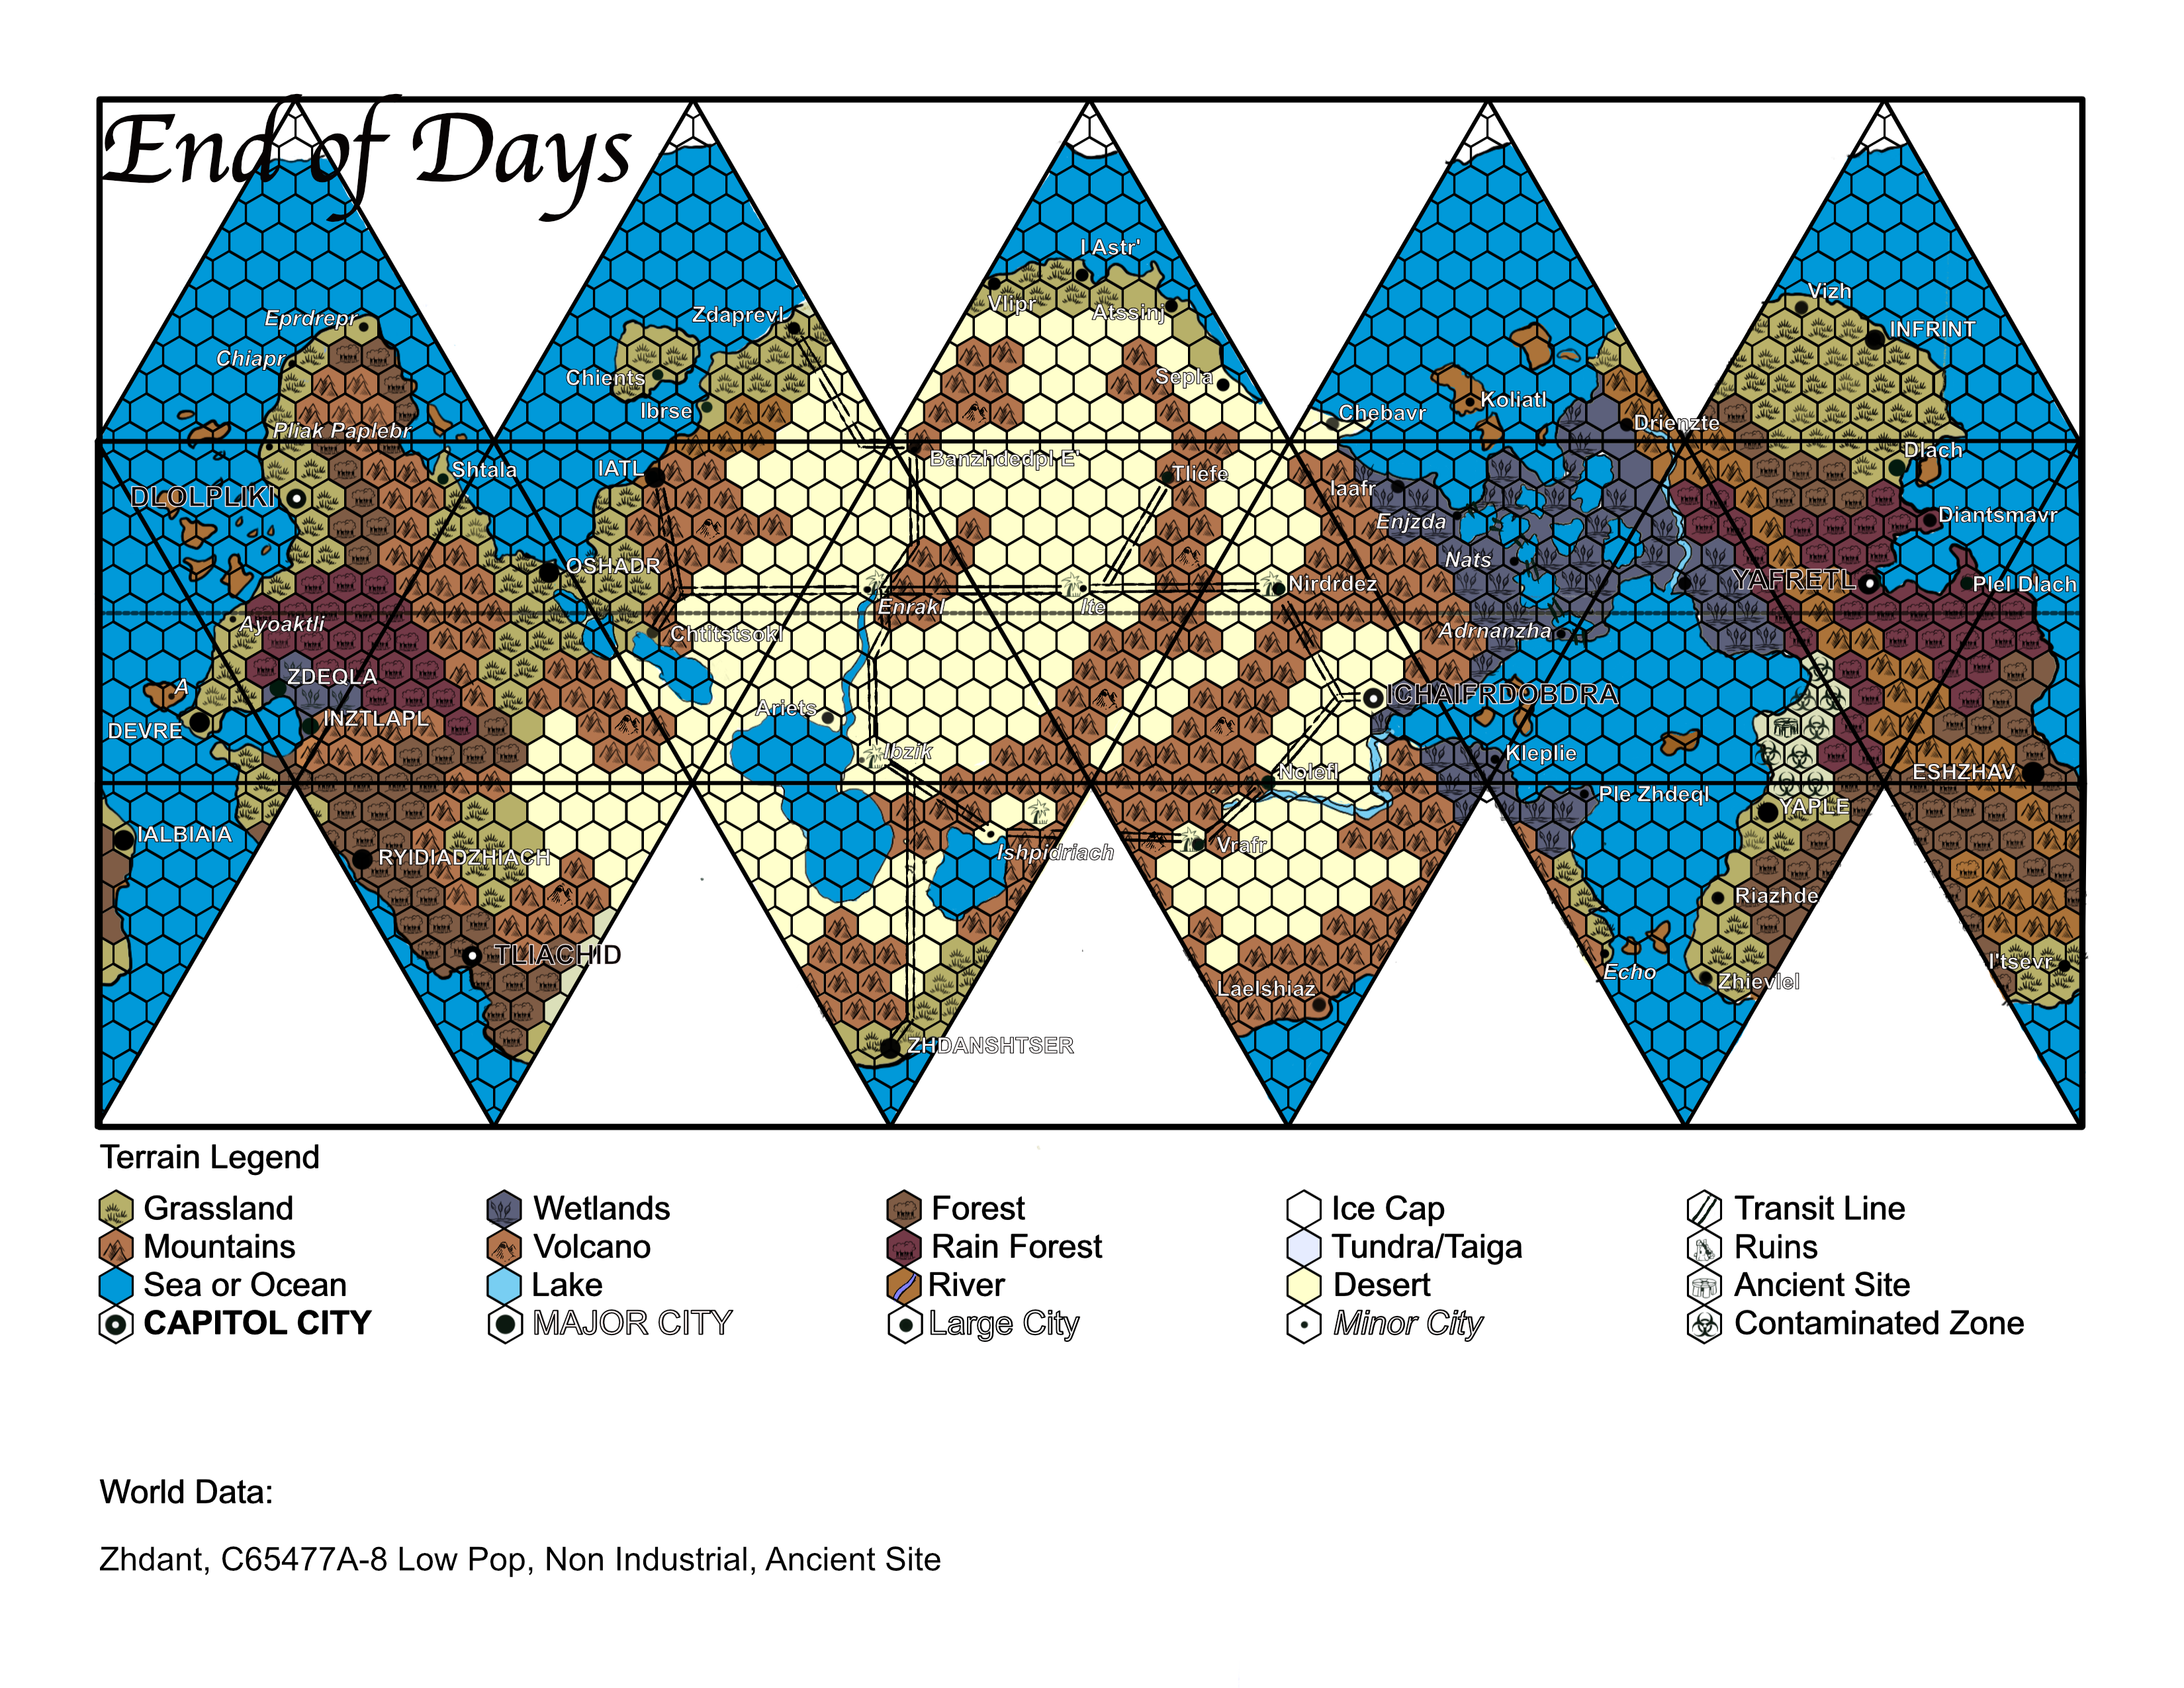 End of Days
I Astr'
Vlipr
Atssinj
Vizh
Eprdrepr
Zdaprevl
INFRINT
Chiapr
Chients
Sepla
Ibrse
Koliatl
Chebavr
Drienzte
Pliak Paplebr
Banzhdedpl E'
Dlach
Shtala
IATL
Tliefe
Iaafr
DLOLPLIKI
Enjzda
Diantsmavr
OSHADR
Nats
Nirdrdez
YAFRETL
Plel Dlach
Enrakl
Ite
Ayoaktli
Chtitstsokl
Adrnanzha
ZDEQLA
A
ICHAIFRDOBDRA
Ariets
INZTLAPL
DEVRE
Ibzik
Kleplie
Nolefl
ESHZHAV
Ple Zhdeql
YAPLE
IALBIAIA
RYIDIADZHIACH
Ishpidriach
Vrafr
Riazhde
TLIACHID
I'tsevr
Echo
Zhievlel
Laelshiaz
ZHDANSHTSER
Terrain Legend
Grassland
Wetlands
Forest
Ice Cap
Transit Line
Mountains
Volcano
Rain Forest
Tundra/Taiga
Ruins
Sea or Ocean
Lake
River
Desert
Ancient Site
CAPITOL CITY
MAJOR CITY
Large City
Minor City
Contaminated Zone
World Data:
Zhdant, C65477A-8 Low Pop, Non Industrial, Ancient Site